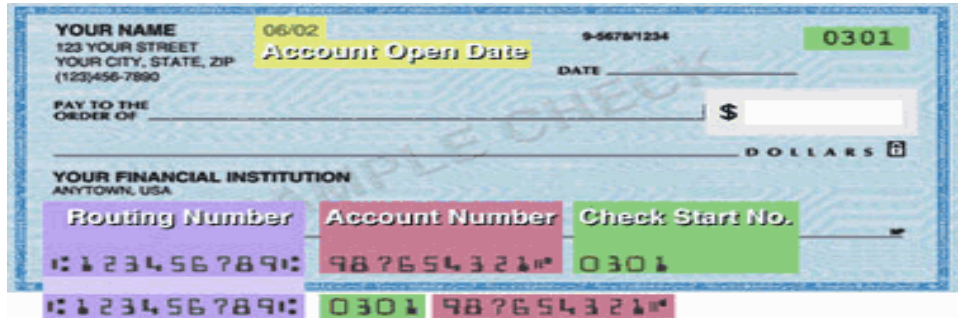 YOUR NAME 06/02 9-5678/1234 0301
123 YOUR STREET Account Open Date
YOUR CITY, STATE, ZIP
(123)456-7890 DATE
PAY TO THE
ORDER OF $
SAMPLE CHECK
DOLLARS
YOUR FINANCIAL INSTITUTION
ANYTOWN, USA
Routing Number Account Number Check Start No.
⑆123456789⑆ 987654321⑈ 0301
⑆123456789⑆ 0301 987654321⑈